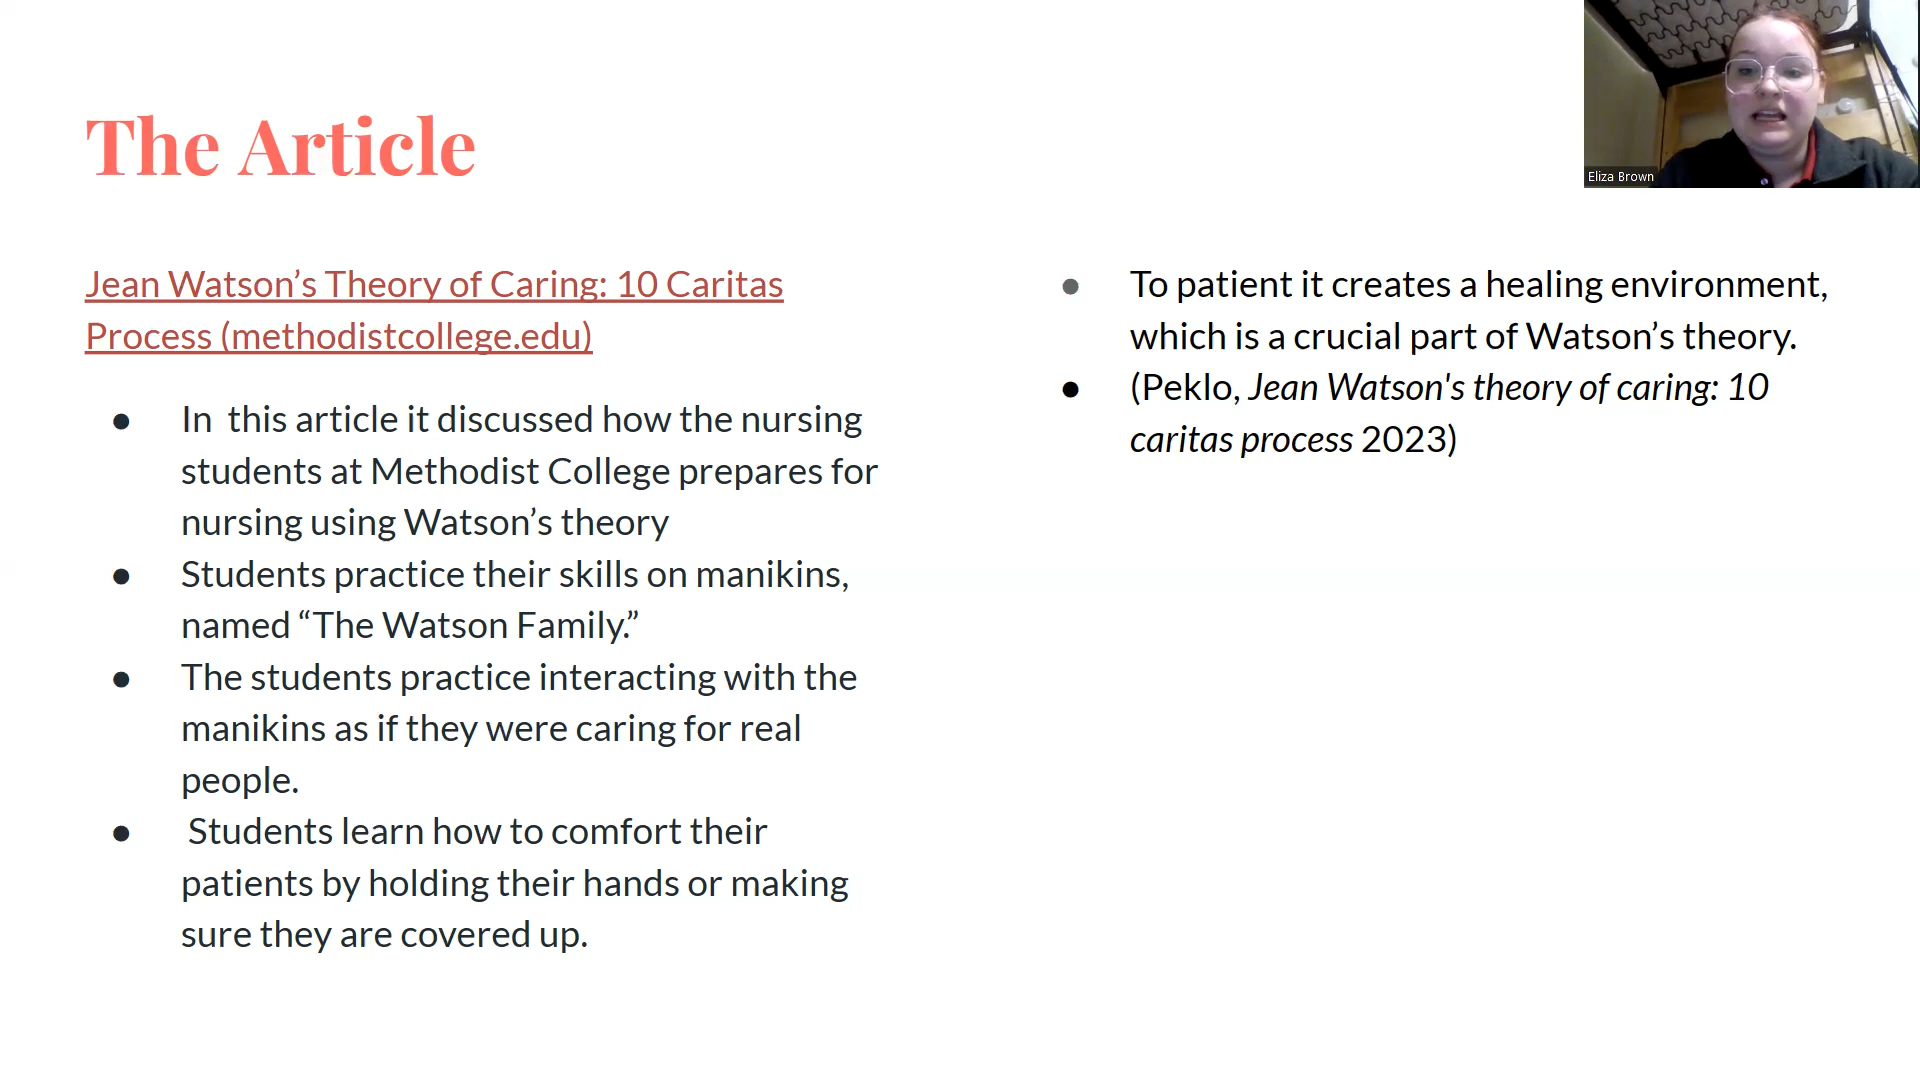 The Article
Jean Watson’s Theory of Caring: 10 Caritas
Process (methodistcollege.edu)
● In  this article it discussed how the nursing
students at Methodist College prepares for
nursing using Watson’s theory
● Students practice their skills on manikins,
named “The Watson Family.”
● The students practice interacting with the
manikins as if they were caring for real
people.
● Students learn how to comfort their
patients by holding their hands or making
sure they are covered up.
● To patient it creates a healing environment,
which is a crucial part of Watson’s theory.
● (Peklo, Jean Watson's theory of caring: 10
caritas process 2023)
Eliza Brown